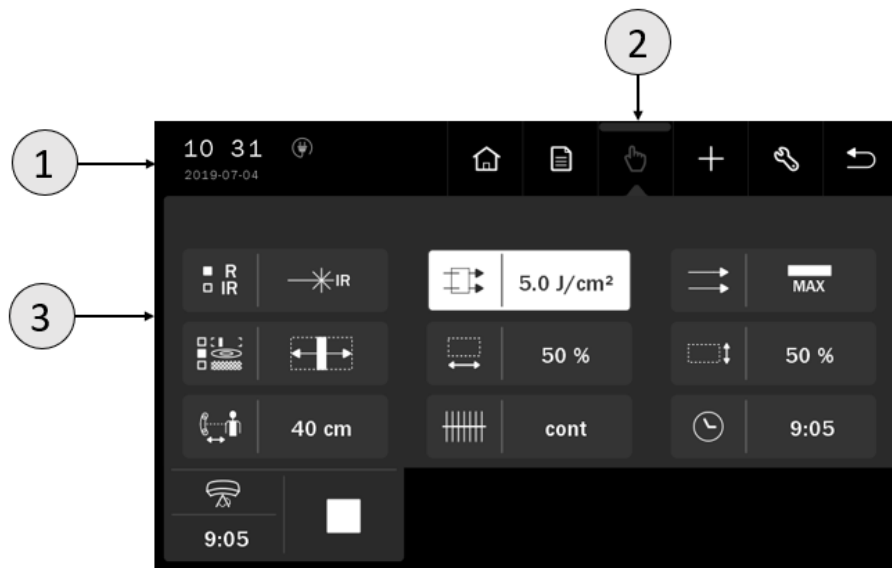 2
1
10 31
2019-07-04
R
IR
IR
5.0 J/cm²
MAX
3
50 %
50 %
40 cm
cont
9:05
9:05